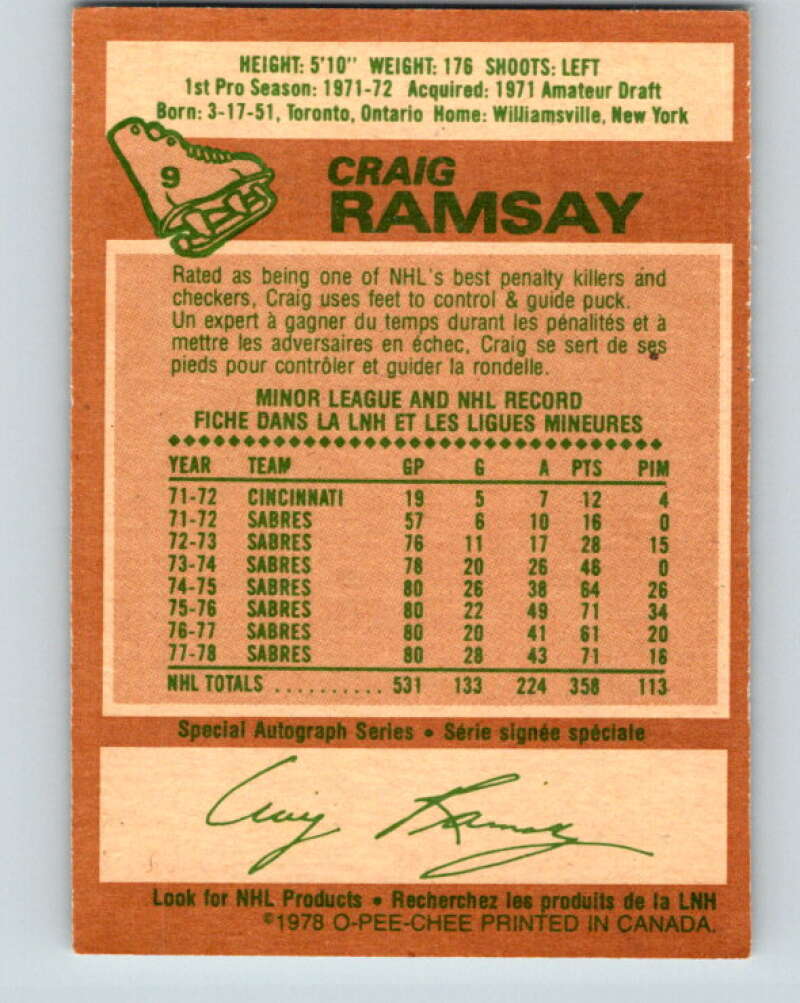 HEIGHT: 5'10" WEIGHT: 176 SHOOTS: LEFT
1st Pro Season: 1971-72 Acquired: 1971 Amateur Draft
Born: 3-17-51, Toronto, Ontario Home: Williamsville, New York
9
CRAIG
RAMSAY
Rated as being one of NHL's best penalty killers and
checkers, Craig uses feet to control & guide puck.
Un expert à gagner du temps durant les pénalités et à
mettre les adversaires en échec, Craig se sert de ses
pieds pour contrôler et guider la rondelle.
MINOR LEAGUE AND NHL RECORD
FICHE DANS LA LNH ET LES LIGUES MINEURES
YEAR TEAM GP G A PTS PIM
71-72 CINCINNATI 19 5 7 12 4
71-72 SABRES 57 6 10 16 0
72-73 SABRES 76 11 17 28 15
73-74 SABRES 78 20 26 46 0
74-75 SABRES 80 26 38 64 26
75-76 SABRES 80 22 49 71 34
76-77 SABRES 80 20 41 61 20
77-78 SABRES 80 28 43 71 16
NHL TOTALS ........... 531 133 224 358 113
Special Autograph Series • Série signée spéciale
Craig Ramsay
Look for NHL Products • Recherchez les produits de la LNH
©1978 O-PEE-CHEE PRINTED IN CANADA.